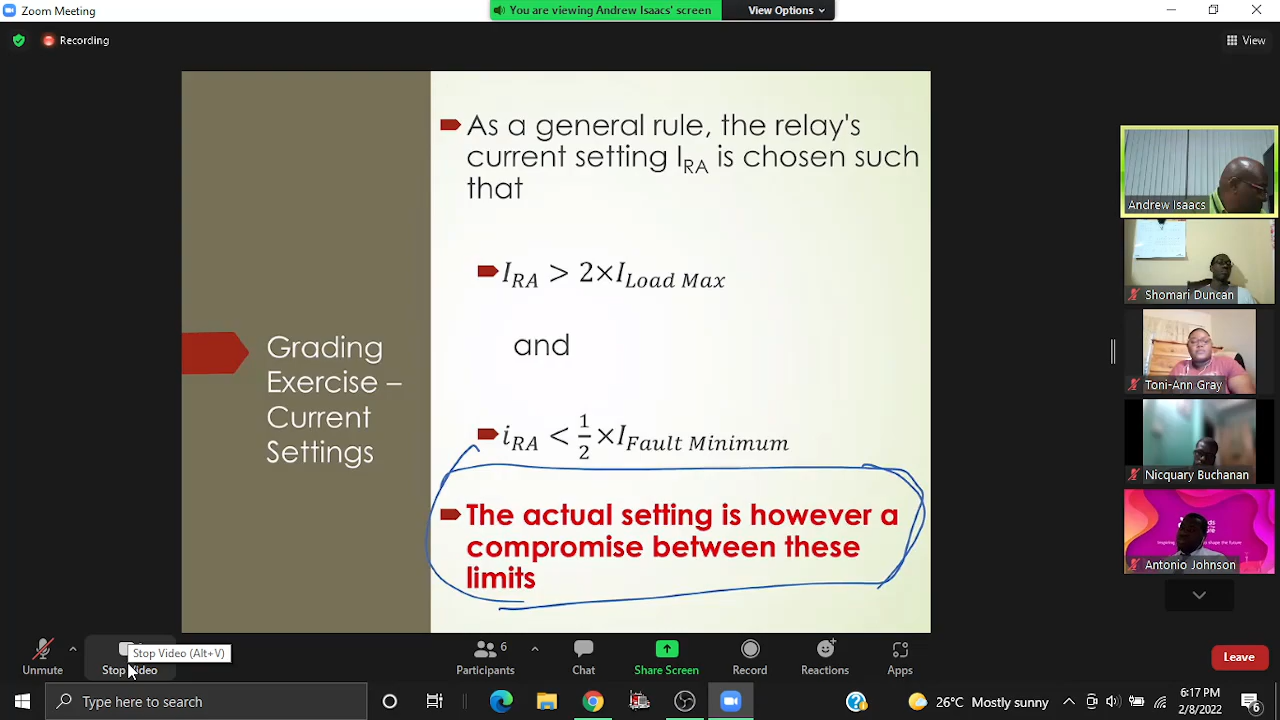 Zoom Meeting
You are viewing Andrew Isaacs' screen
View Options
Recording
View
As a general rule, the relay's
current setting I_RA is chosen such
that
I_RA > 2×I_Load Max
and
i_RA < 1/2 ×I_Fault Minimum
The actual setting is however a
compromise between these
limits
Grading
Exercise –
Current
Settings
Andrew Isaacs
Shomari Duncan
Toni-Ann Gray
Nicquary Buchanan
Antonio Johnson
Stop Video (Alt+V)
Unmute
Stop Video
6
Participants
Chat
Share Screen
Record
Reactions
Apps
Leave
Type here to search
26°C Mostly sunny
6:17 PM
2/8/2022
6